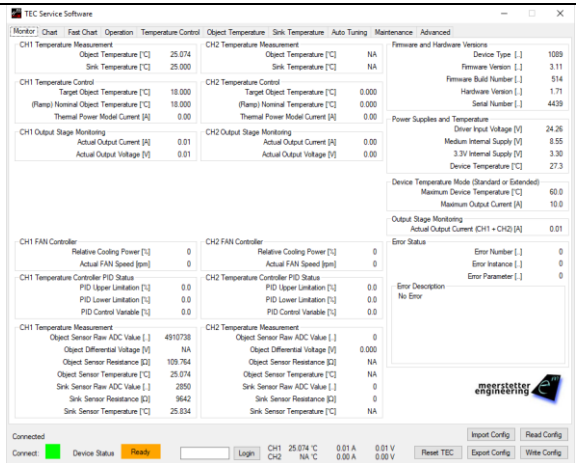 TEC Service Software
Monitor Chart Fast Chart Operation Temperature Control Object Temperature Sink Temperature Auto Tuning Maintenance Advanced
CH1 Temperature Measurement
Object Temperature [°C] 25.074
Sink Temperature [°C] 25.000
CH1 Temperature Control
Target Object Temperature [°C] 18.000
(Ramp) Nominal Object Temperature [°C] 18.000
Thermal Power Model Current [A] 0.00
CH1 Output Stage Monitoring
Actual Output Current [A] 0.01
Actual Output Voltage [V] 0.01
CH1 FAN Controller
Relative Cooling Power [%] 0
Actual FAN Speed [rpm] 0
CH1 Temperature Controller PID Status
PID Upper Limitation [%] 0.0
PID Lower Limitation [%] 0.0
PID Control Variable [%] 0.0
CH1 Temperature Measurement
Object Sensor Raw ADC Value [..] 4910738
Object Differential Voltage [V] NA
Object Sensor Resistance [Ω] 109.764
Object Sensor Temperature [°C] 25.074
Sink Sensor Raw ADC Value [..] 2850
Sink Sensor Resistance [Ω] 9642
Sink Sensor Temperature [°C] 25.834
CH2 Temperature Measurement
Object Temperature [°C] NA
Sink Temperature [°C] NA
CH2 Temperature Control
Target Object Temperature [°C] 0.000
(Ramp) Nominal Object Temperature [°C] 0.000
Thermal Power Model Current [A] 0.00
CH2 Output Stage Monitoring
Actual Output Current [A] 0.00
Actual Output Voltage [V] 0.00
CH2 FAN Controller
Relative Cooling Power [%] 0
Actual FAN Speed [rpm] 0
CH2 Temperature Controller PID Status
PID Upper Limitation [%] 0.0
PID Lower Limitation [%] 0.0
PID Control Variable [%] 0.0
CH2 Temperature Measurement
Object Sensor Raw ADC Value [..] 0
Object Differential Voltage [V] 0.000
Object Sensor Resistance [Ω] NA
Object Sensor Temperature [°C] NA
Sink Sensor Raw ADC Value [..] 0
Sink Sensor Resistance [Ω] 0
Sink Sensor Temperature [°C] NA
Firmware and Hardware Versions
Device Type [..] 1089
Firmware Version [..] 3.11
Firmware Build Number [..] 514
Hardware Version [..] 1.71
Serial Number [..] 4439
Power Supplies and Temperature
Driver Input Voltage [V] 24.26
Medium Internal Supply [V] 8.55
3.3V Internal Supply [V] 3.30
Device Temperature [°C] 27.3
Device Temperature Mode (Standard or Extended)
Maximum Device Temperature [°C] 60.0
Maximum Output Current [A] 10.0
Output Stage Monitoring
Actual Output Current (CH1 + CH2) [A] 0.01
Error Status
Error Number [..] 0
Error Instance [..] 0
Error Parameter [..] 0
Error Description
No Error
meerstetter
engineering
Connected
Connect: Device Status Ready Login
CH1 25.074 °C 0.01 A 0.01 V
CH2 NA °C 0.00 A 0.00 V
Import Config Read Config
Reset TEC Export Config Write Config